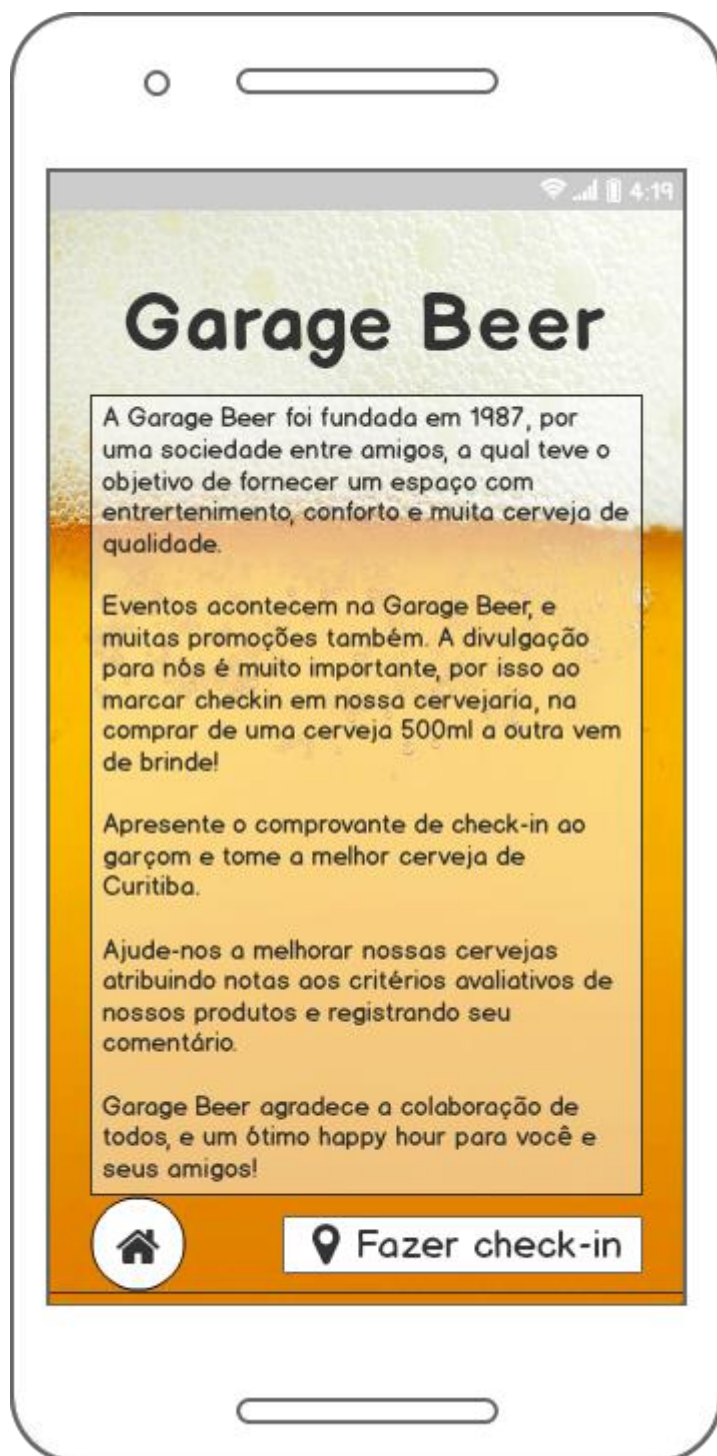 4:19
Garage Beer
A Garage Beer foi fundada em 1987, por
uma sociedade entre amigos, a qual teve o
objetivo de fornecer um espaço com
entrertenimento, conforto e muita cerveja de
qualidade.
Eventos acontecem na Garage Beer, e
muitas promoções também. A divulgação
para nós é muito importante, por isso ao
marcar checkin em nossa cervejaria, na
comprar de uma cerveja 500ml a outra vem
de brinde!
Apresente o comprovante de check-in ao
garçom e tome a melhor cerveja de
Curitiba.
Ajude-nos a melhorar nossas cervejas
atribuindo notas aos critérios avaliativos de
nossos produtos e registrando seu
comentário.
Garage Beer agradece a colaboração de
todos, e um ótimo happy hour para você e
seus amigos!
Fazer check-in